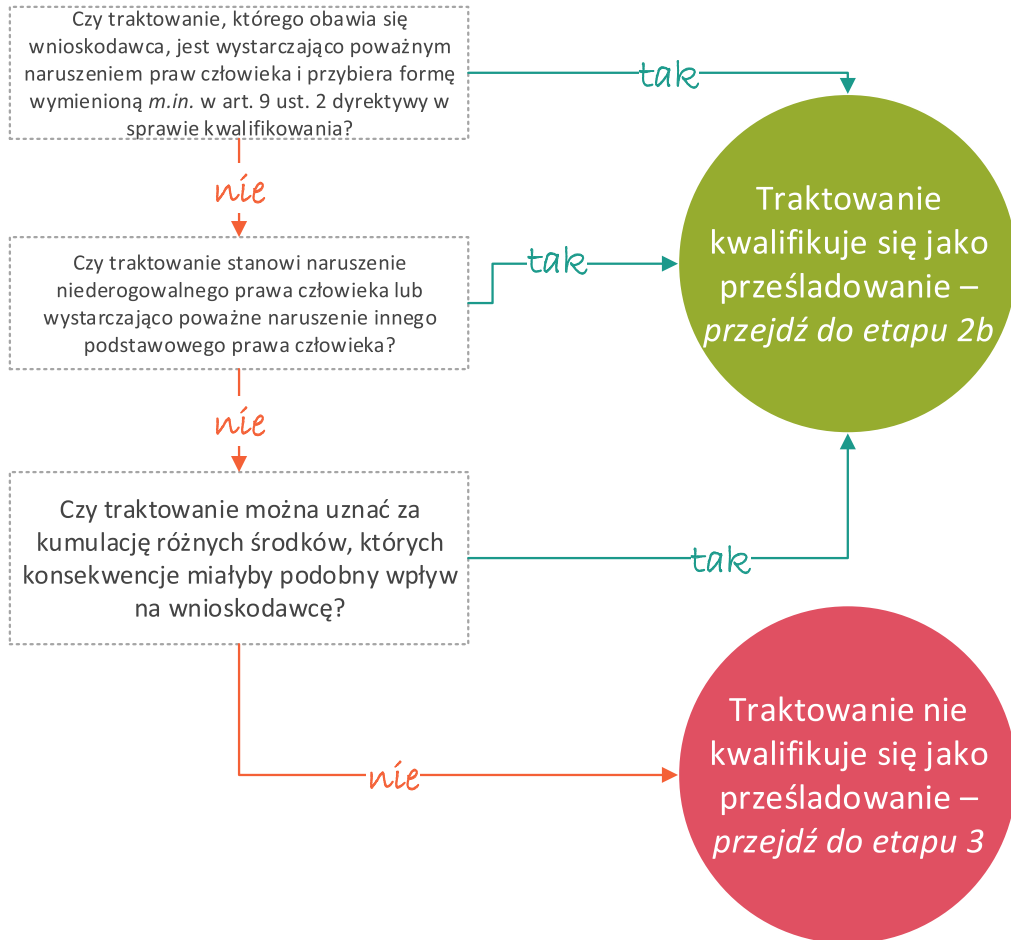 Czy traktowanie, którego obawia się
wnioskodawca, jest wystarczająco poważnym
naruszeniem praw człowieka i przybiera formę
wymienioną m.in. w art. 9 ust. 2 dyrektywy w
sprawie kwalifikowania?
tak
nie
Traktowanie
kwalifikuje się jako
prześladowanie –
przejdź do etapu 2b
Czy traktowanie stanowi naruszenie
niederogowalnego prawa człowieka lub
wystarczająco poważne naruszenie innego
podstawowego prawa człowieka?
tak
nie
Czy traktowanie można uznać za
kumulację różnych środków, których
konsekwencje miałyby podobny wpływ
na wnioskodawcę?
tak
nie
Traktowanie nie
kwalifikuje się jako
prześladowanie –
przejdź do etapu 3